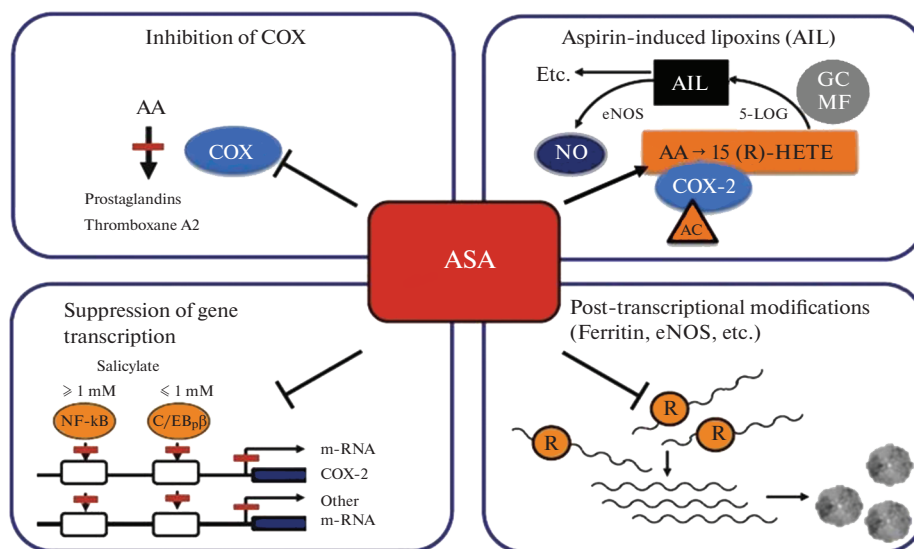 Inhibition of COX
AA
COX
Prostaglandins
Thromboxane A2
Aspirin-induced lipoxins (AIL)
Etc.
AIL
GC
MF
eNOS
5-LOG
NO
AA → 15 (R)-HETE
COX-2
AC
ASA
Suppression of gene
transcription
Salicylate
⩾ 1 mM
⩽ 1 mM
NF-kB
C/EBpβ
m-RNA
COX-2
Other
m-RNA
Post-transcriptional modifications
(Ferritin, eNOS, etc.)
R
R
R